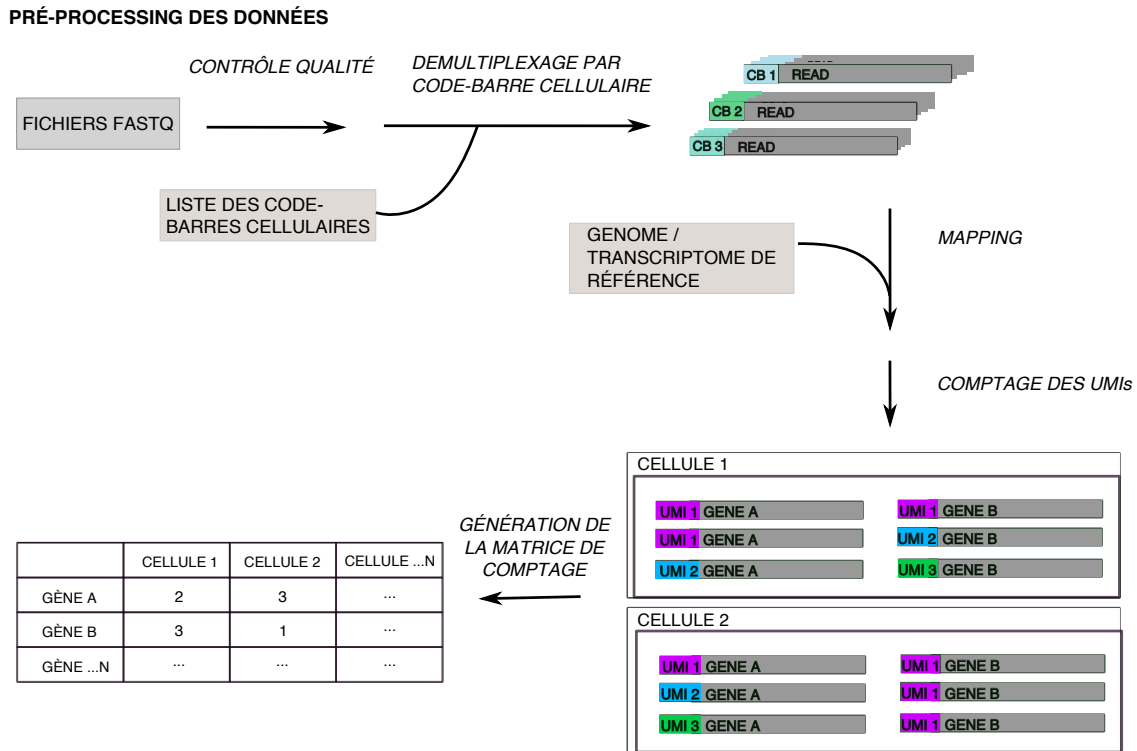 PRÉ-PROCESSING DES DONNÉES
CONTRÔLE QUALITÉ
DEMULTIPLEXAGE PAR
CODE-BARRE CELLULAIRE
CB 1 READ
CB 2 READ
CB 3 READ
FICHIERS FASTQ
LISTE DES CODE-
BARRES CELLULAIRES
GENOME /
TRANSCRIPTOME DE
RÉFÉRENCE
MAPPING
COMPTAGE DES UMIs
CELLULE 1
UMI 1 GENE A UMI 1 GENE B
UMI 1 GENE A UMI 2 GENE B
UMI 2 GENE A UMI 3 GENE B
CELLULE 2
UMI 1 GENE A UMI 1 GENE B
UMI 2 GENE A UMI 1 GENE B
UMI 3 GENE A UMI 1 GENE B
GÉNÉRATION DE
LA MATRICE DE
COMPTAGE
CELLULE 1 CELLULE 2 CELLULE ...N
GÈNE A 2 3 ...
GÈNE B 3 1 ...
GÈNE ...N ... ... ...